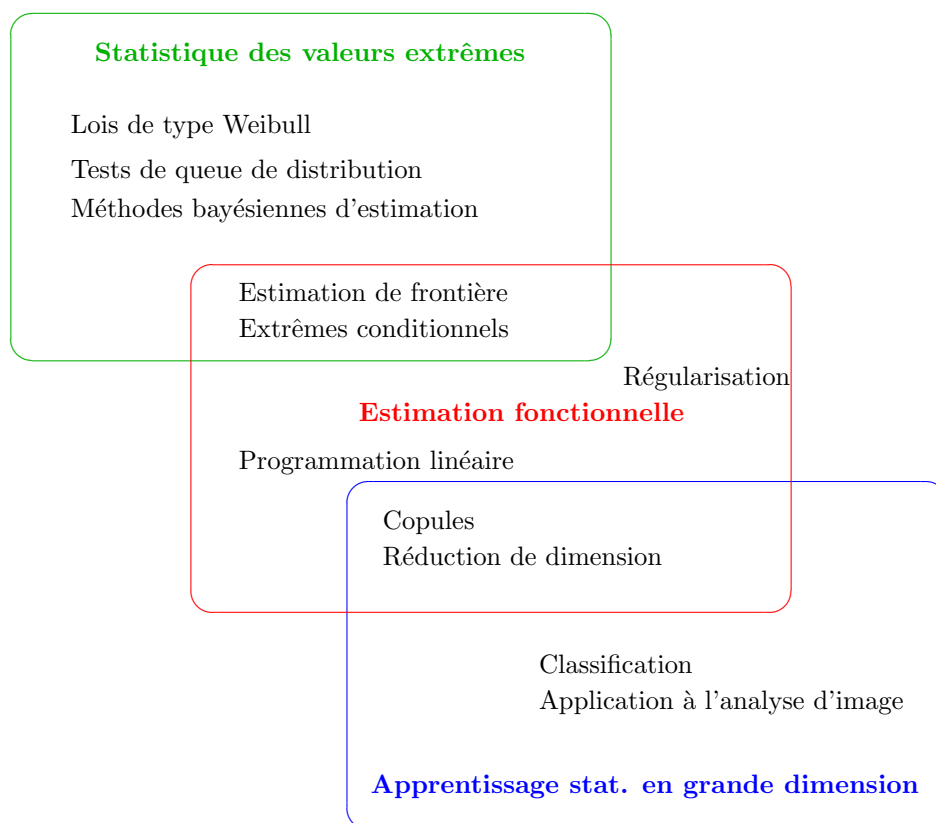 Statistique des valeurs extrêmes
Lois de type Weibull
Tests de queue de distribution
Méthodes bayésiennes d'estimation
Estimation de frontière
Extrêmes conditionnels
Régularisation
Estimation fonctionnelle
Programmation linéaire
Copules
Réduction de dimension
Classification
Application à l'analyse d'image
Apprentissage stat. en grande dimension